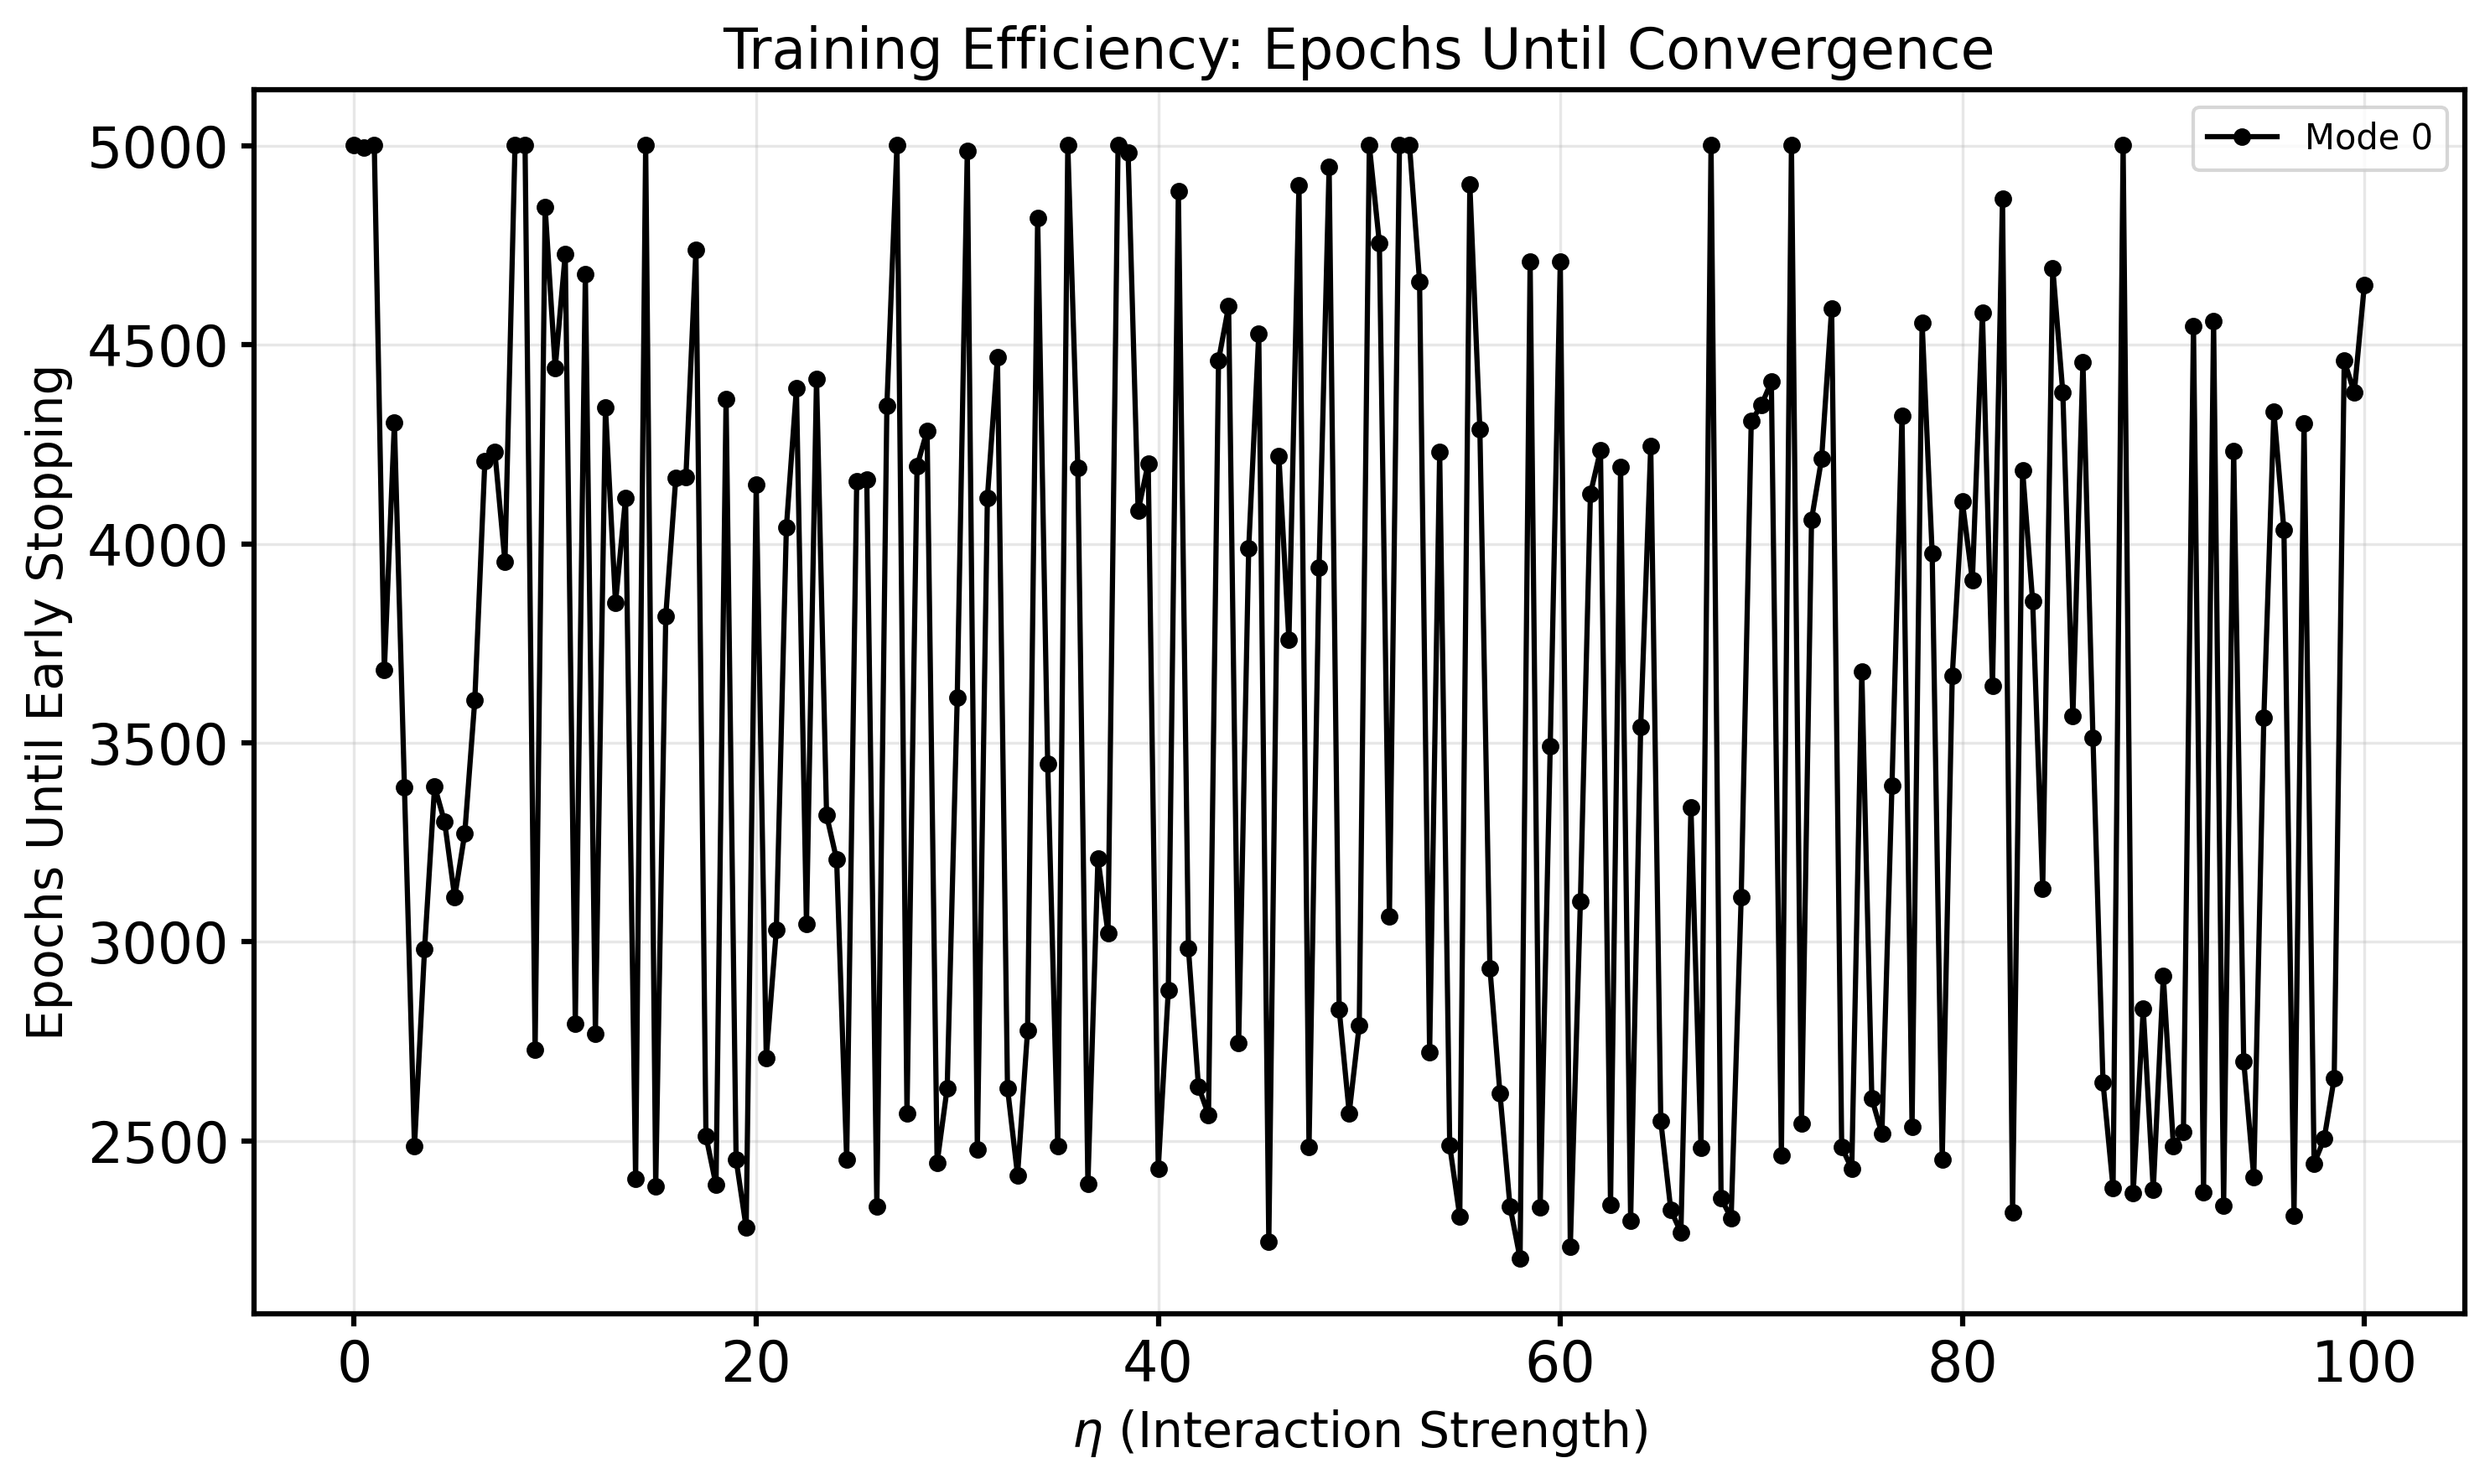 Training Efficiency: Epochs Until Convergence
Mode 0
Epochs Until Early Stopping
5000
4500
4000
3500
3000
2500
0 20 40 60 80 100
η (Interaction Strength)